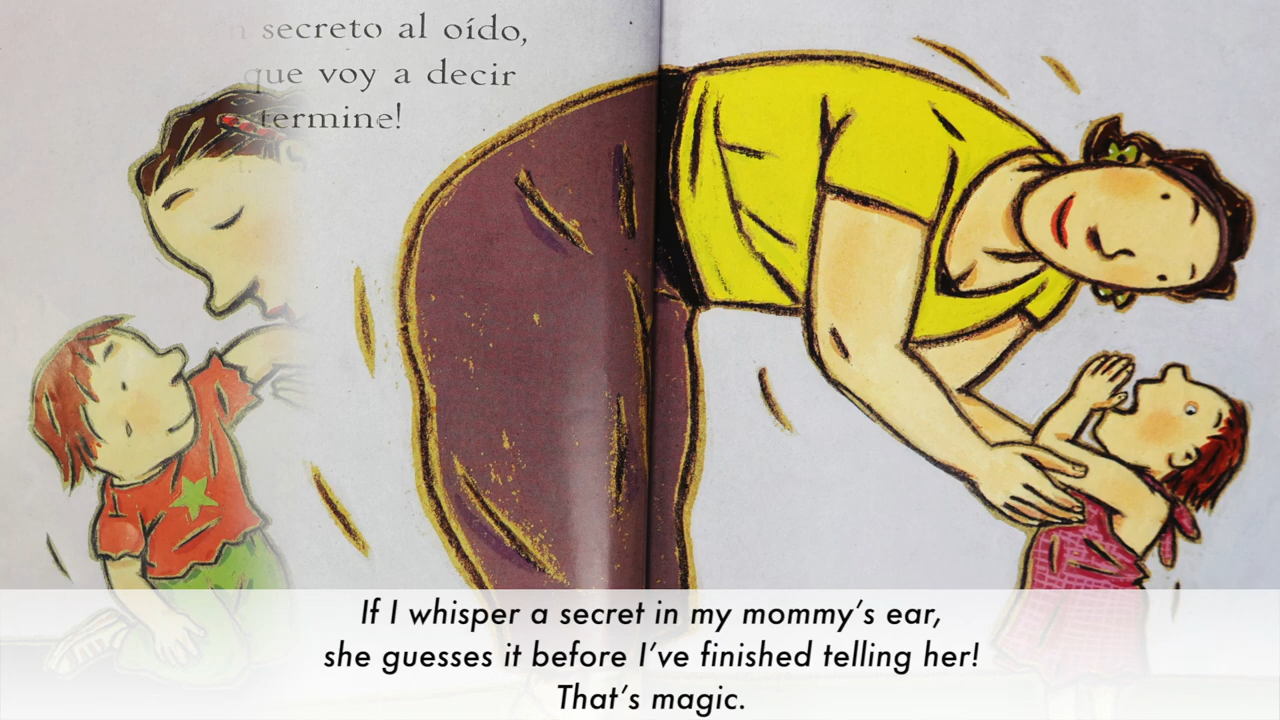 secreto al oído,
que voy a decir
termine!
If I whisper a secret in my mommy's ear,
she guesses it before I've finished telling her!
That's magic.